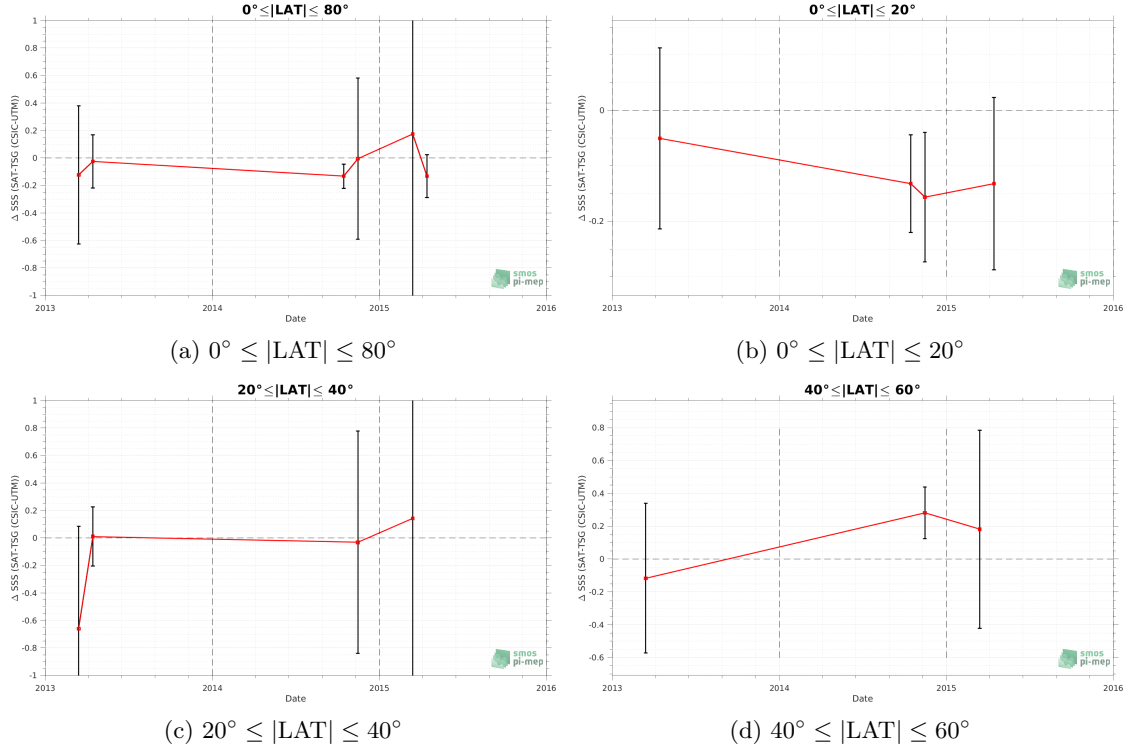 0°≤|LAT|≤ 80°
Δ SSS (SAT-TSG (CSIC-UTM))
1
0.8
0.6
0.4
0.2
0
-0.2
-0.4
-0.6
-0.8
-1
2013
2014
2015
2016
Date
smos
pi-mep
(a) 0° ≤ |LAT| ≤ 80°
0°≤|LAT|≤ 20°
Δ SSS (SAT-TSG (CSIC-UTM))
0
-0.2
2013
2014
2015
2016
Date
smos
pi-mep
(b) 0° ≤ |LAT| ≤ 20°
20°≤|LAT|≤ 40°
Δ SSS (SAT-TSG (CSIC-UTM))
1
0.8
0.6
0.4
0.2
0
-0.2
-0.4
-0.6
-0.8
-1
2013
2014
2015
2016
Date
smos
pi-mep
(c) 20° ≤ |LAT| ≤ 40°
40°≤|LAT|≤ 60°
Δ SSS (SAT-TSG (CSIC-UTM))
0.8
0.6
0.4
0.2
0
-0.2
-0.4
-0.6
2013
2014
2015
2016
Date
smos
pi-mep
(d) 40° ≤ |LAT| ≤ 60°